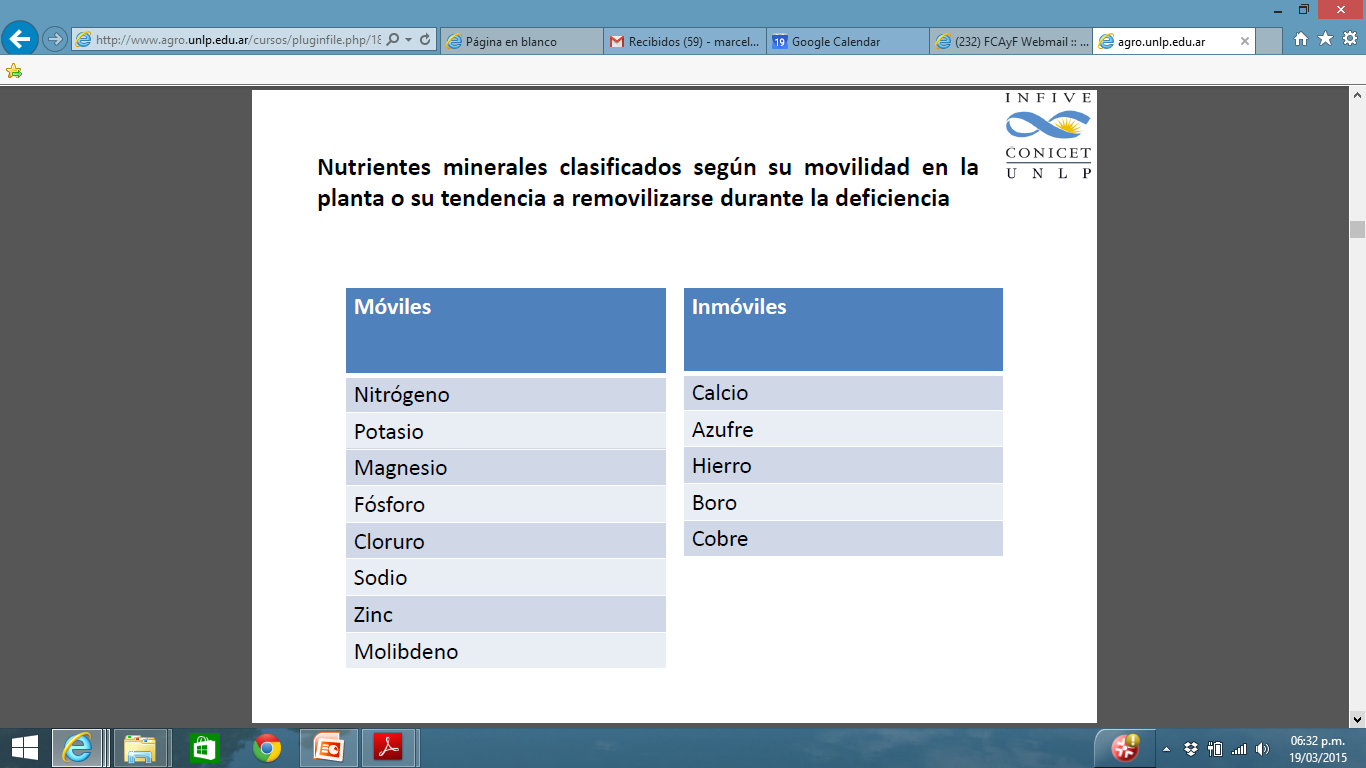 http://www.agro.unlp.edu.ar/cursos/pluginfile.php/18
Página en blanco
Recibidos (59) - marcel...
19
Google Calendar
(232) FCAyF Webmail :: ...
agro.unlp.edu.ar
INFIVE
CONICET
UNLP
Nutrientes minerales clasificados según su movilidad en la
planta o su tendencia a removilizarse durante la deficiencia
Móviles
Nitrógeno
Potasio
Magnesio
Fósforo
Cloruro
Sodio
Zinc
Molibdeno
Inmóviles
Calcio
Azufre
Hierro
Boro
Cobre
06:32 p.m.
19/03/2015